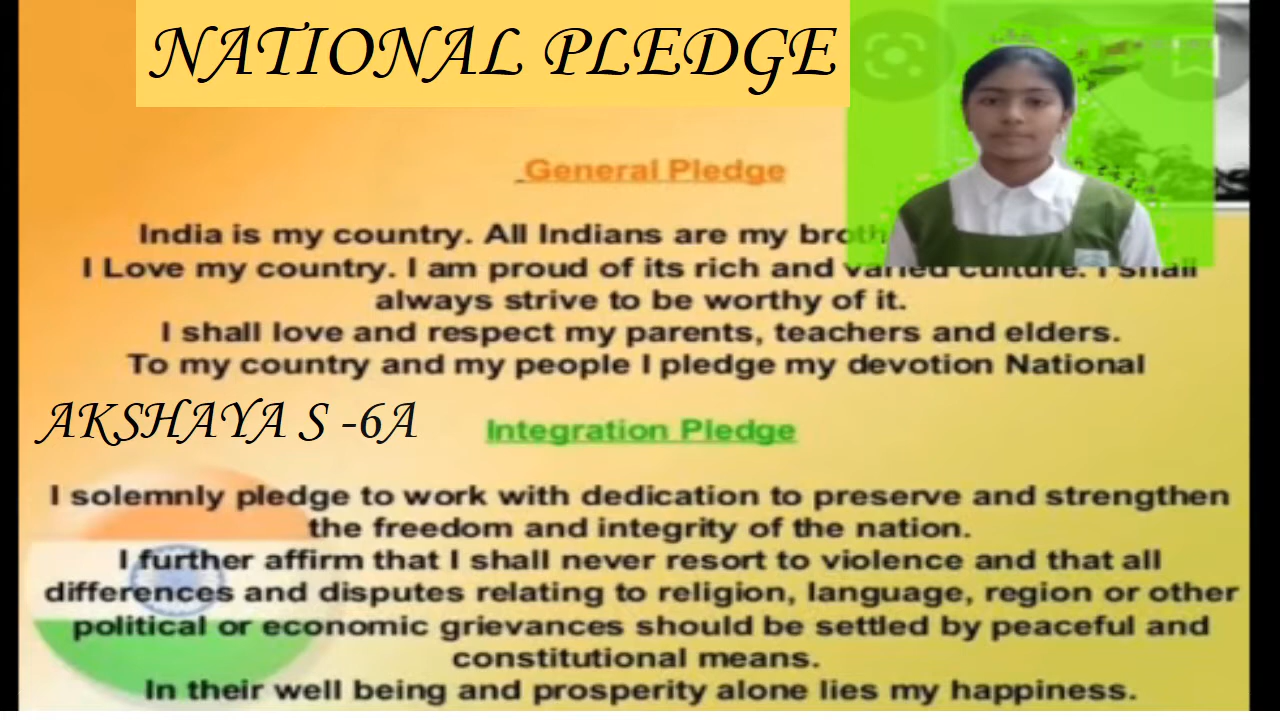 NATIONAL PLEDGE
General Pledge
India is my country. All Indians are my
I Love my country. I am proud of its rich and varied culture. I shall
always strive to be worthy of it.
I shall love and respect my parents, teachers and elders.
To my country and my people I pledge my devotion National
AKSHAYA S -6A
Integration Pledge
I solemnly pledge to work with dedication to preserve and strengthen
the freedom and integrity of the nation.
I further affirm that I shall never resort to violence and that all
differences and disputes relating to religion, language, region or other
political or economic grievances should be settled by peaceful and
constitutional means.
In their well being and prosperity alone lies my happiness.